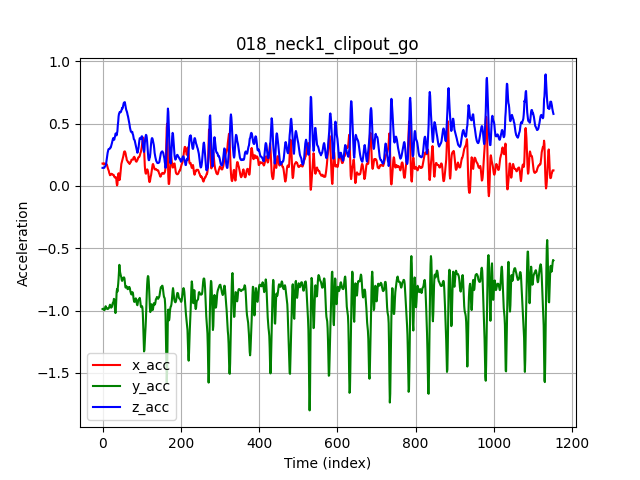 018_neck1_clipout_go
1.0
0.5
0.0
−0.5
−1.0
−1.5
Acceleration
x_acc
y_acc
z_acc
0
200
400
600
800
1000
1200
Time (index)